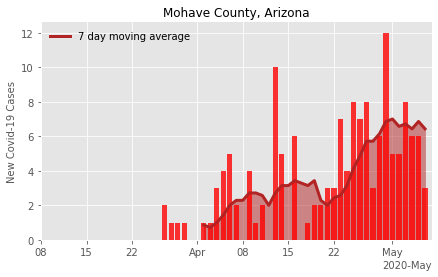 Mohave County, Arizona
7 day moving average
New Covid-19 Cases
12
10
8
6
4
2
0
08 15 22 Apr 08 15 22 May
2020-May